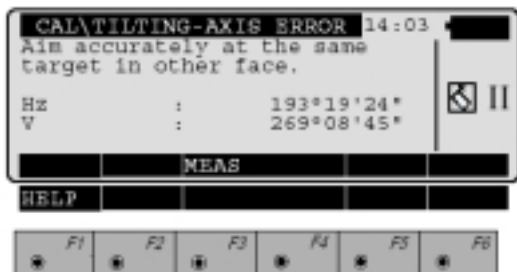 CAL\TILTING-AXIS ERROR 14:03
Aim accurately at the same
target in other face.
Hz : 193°19'24"
V : 269°08'45"
II
MEAS
HELP
F1 F2 F3 F4 F5 F6